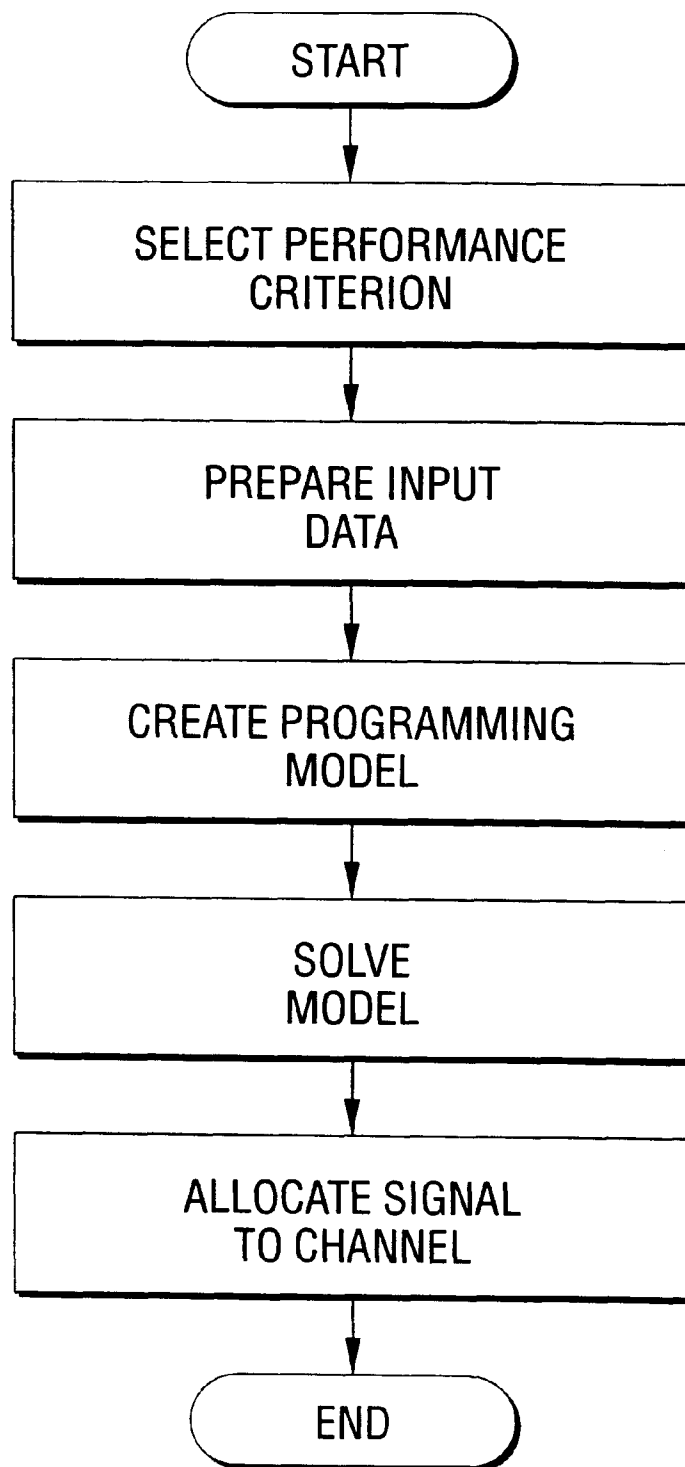 START
SELECT PERFORMANCE
CRITERION
PREPARE INPUT
DATA
CREATE PROGRAMMING
MODEL
SOLVE
MODEL
ALLOCATE SIGNAL
TO CHANNEL
END